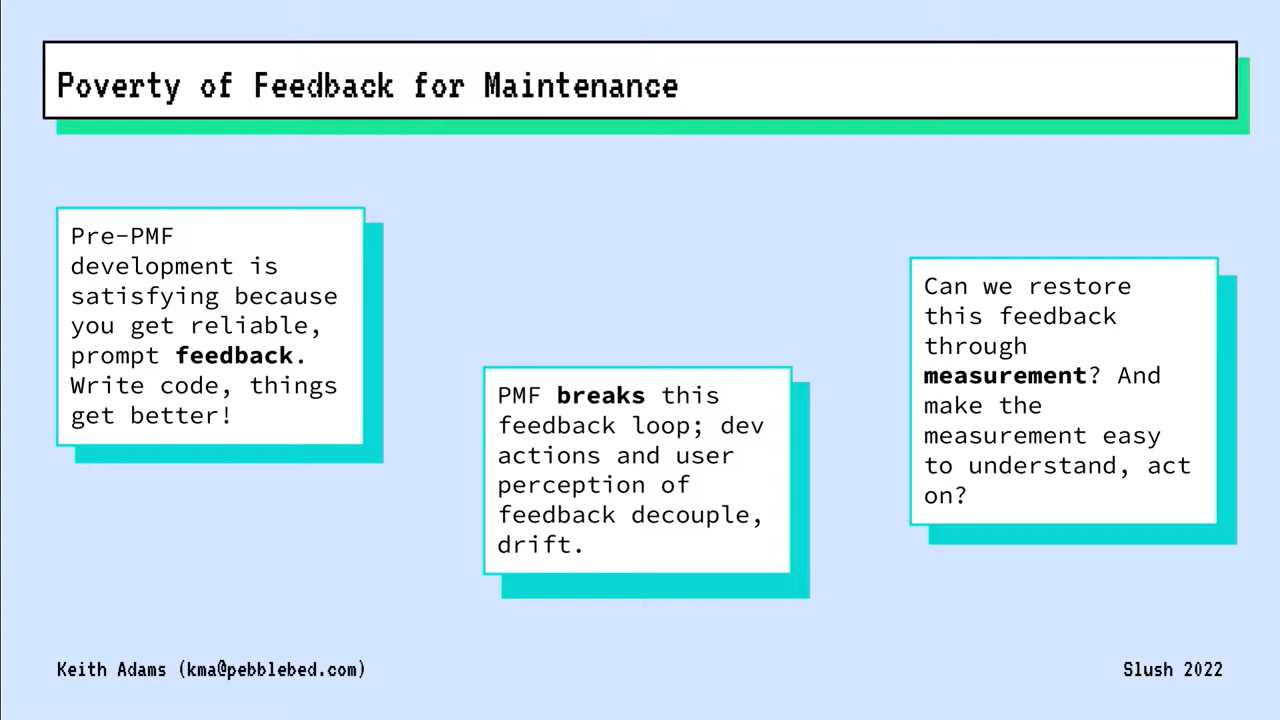 Poverty of Feedback for Maintenance
Pre-PMF
development is
satisfying because
you get reliable,
prompt feedback.
Write code, things
get better!
PMF breaks this
feedback loop; dev
actions and user
perception of
feedback decouple,
drift.
Can we restore
this feedback
through
measurement? And
make the
measurement easy
to understand, act
on?
Keith Adams (kma@pebblebed.com)
Slush 2022